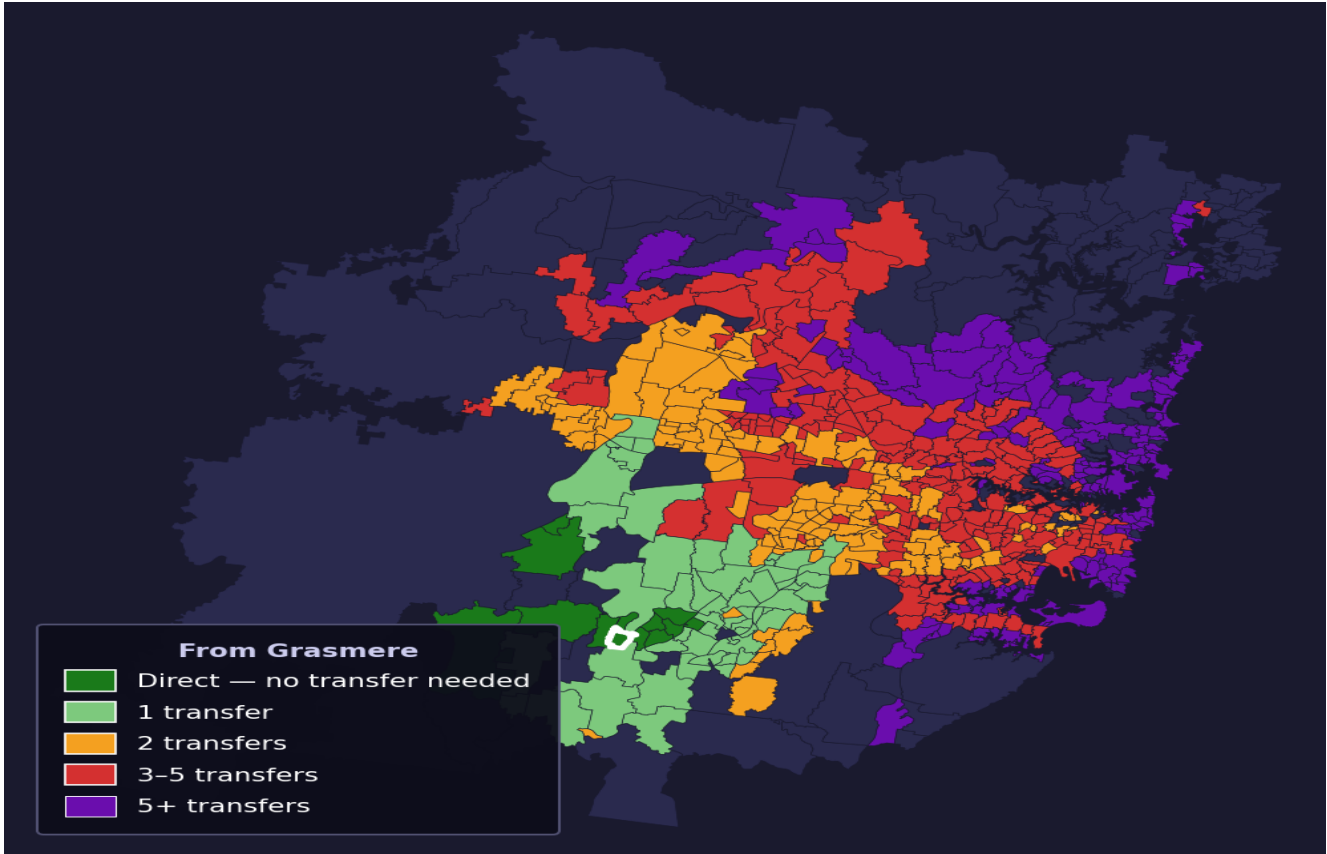 From Grasmere
Direct — no transfer needed
1 transfer
2 transfers
3–5 transfers
5+ transfers